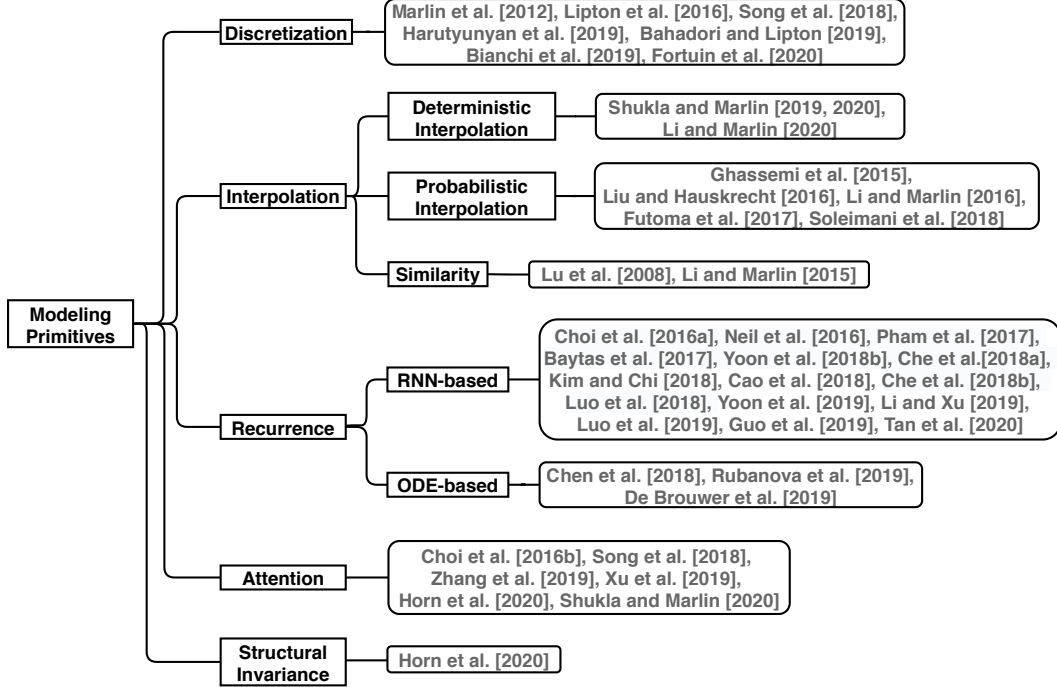 Discretization
Marlin et al. [2012], Lipton et al. [2016], Song et al. [2018],
Harutyunyan et al. [2019], Bahadori and Lipton [2019],
Bianchi et al. [2019], Fortuin et al. [2020]
Deterministic
Interpolation
Shukla and Marlin [2019, 2020],
Li and Marlin [2020]
Interpolation
Probabilistic
Interpolation
Ghassemi et al. [2015],
Liu and Hauskrecht [2016], Li and Marlin [2016],
Futoma et al. [2017], Soleimani et al. [2018]
Similarity
Lu et al. [2008], Li and Marlin [2015]
Modeling
Primitives
RNN-based
Choi et al. [2016a], Neil et al. [2016], Pham et al. [2017],
Baytas et al. [2017], Yoon et al. [2018b], Che et al.[2018a],
Kim and Chi [2018], Cao et al. [2018], Che et al. [2018b],
Luo et al. [2018], Yoon et al. [2019], Li and Xu [2019],
Luo et al. [2019], Guo et al. [2019], Tan et al. [2020]
Recurrence
ODE-based
Chen et al. [2018], Rubanova et al. [2019],
De Brouwer et al. [2019]
Attention
Choi et al. [2016b], Song et al. [2018],
Zhang et al. [2019], Xu et al. [2019],
Horn et al. [2020], Shukla and Marlin [2020]
Structural
Invariance
Horn et al. [2020]